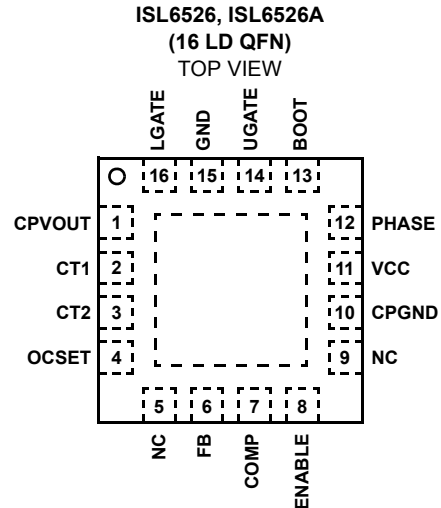 ISL6526, ISL6526A
(16 LD QFN)
TOP VIEW
LGATE
GND
UGATE
BOOT
16 15 14 13
CPVOUT 1
CT1 2
CT2 3
OCSET 4
12 PHASE
11 VCC
10 CPGND
9 NC
5 6 7 8
NC
FB
COMP
ENABLE